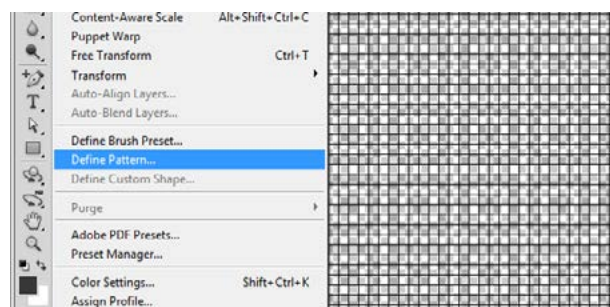 Content-Aware Scale Alt+Shift+Ctrl+C
Puppet Warp
Free Transform Ctrl+T
Transform
Auto-Align Layers...
Auto-Blend Layers...
Define Brush Preset...
Define Pattern...
Define Custom Shape...
Purge
Adobe PDF Presets...
Preset Manager...
Color Settings... Shift+Ctrl+K
Assign Profile...